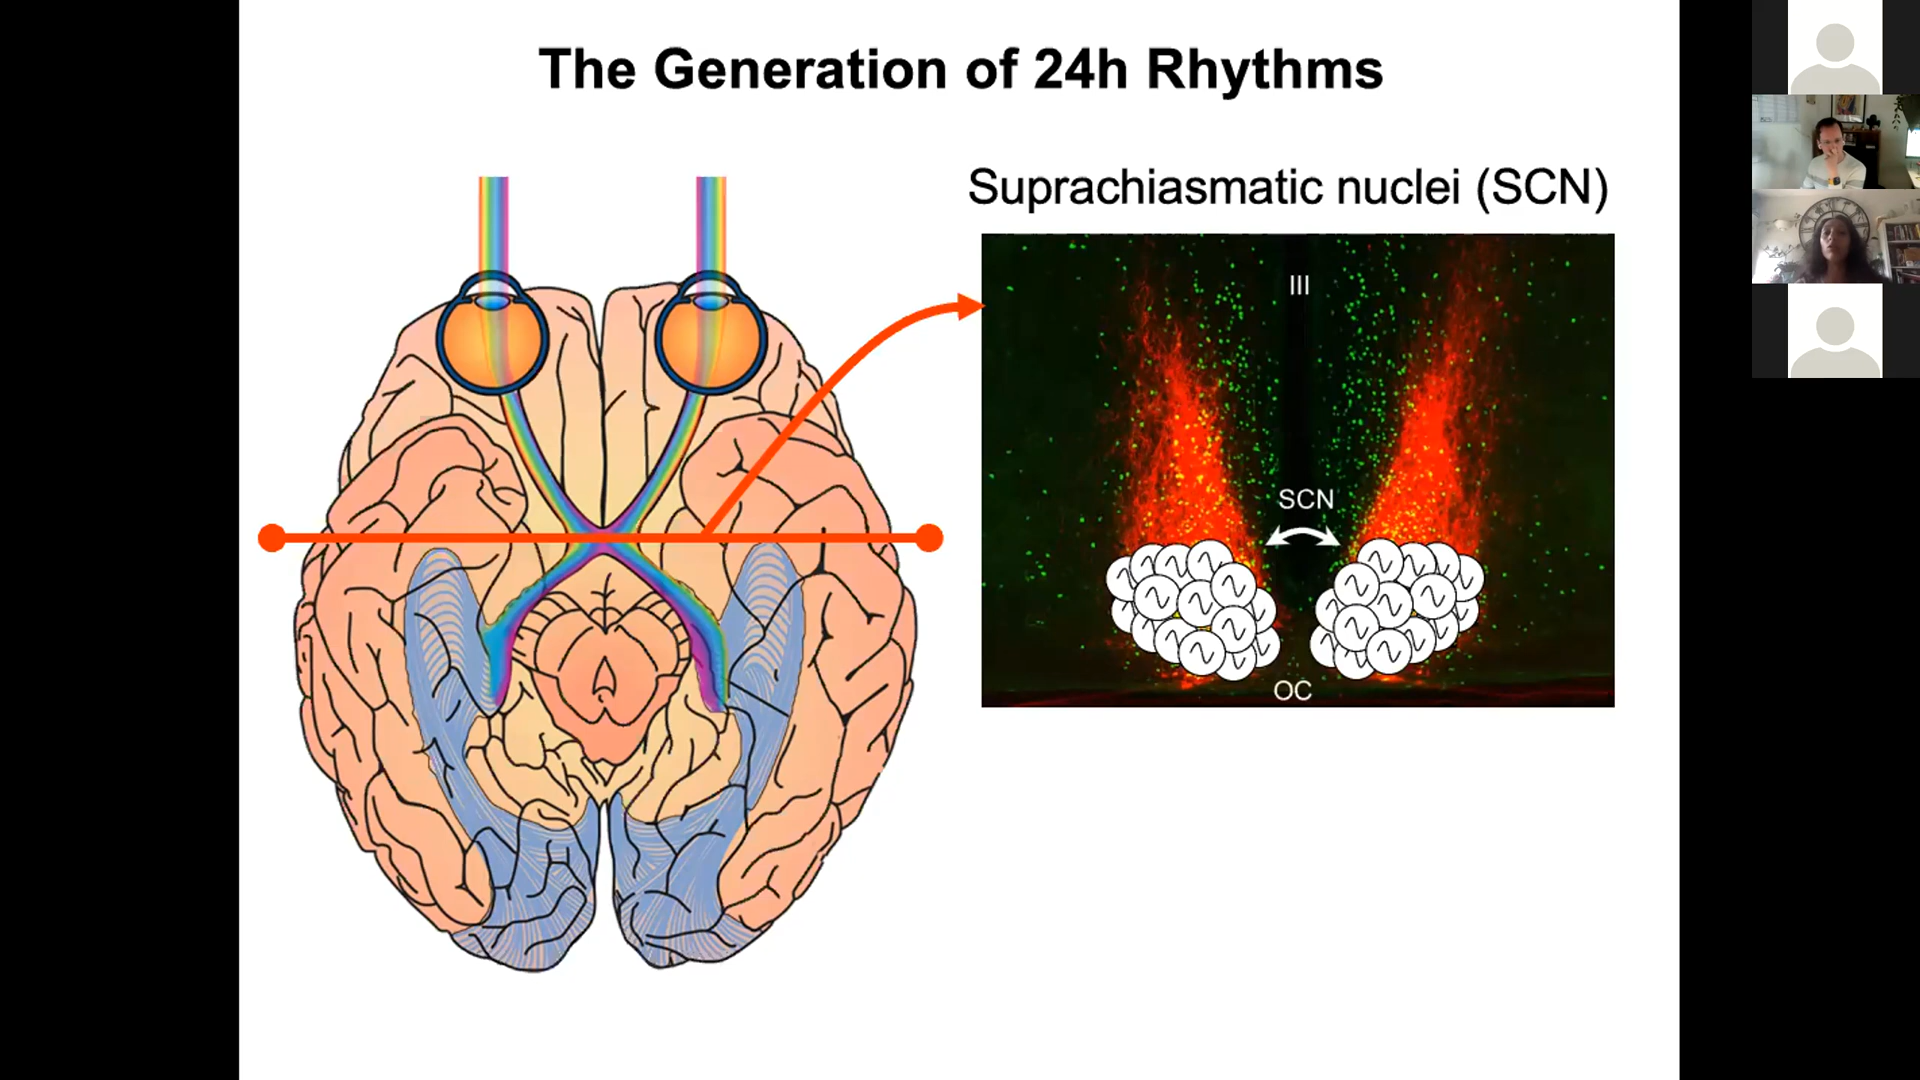 The Generation of 24h Rhythms
Suprachiasmatic nuclei (SCN)
III
SCN
OC